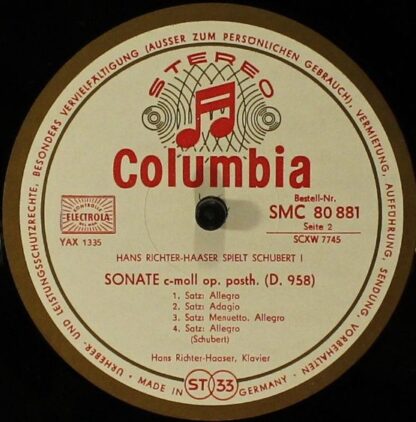 URHEBER- UND LEISTUNGSSCHUTZRECHTE, BESONDERS VERVIELFÄLTIGUNG (AUSSER ZUM PERSÖNLICHEN GEBRAUCH), VERMIETUNG, AUFFÜHRUNG, SENDUNG, VORBEHALTEN •
STEREO
Columbia
ELECTROLA
YAX 1335
Bestell-Nr.
SMC 80 881
Seite 2
SCXW 7745
HANS RICHTER-HAASER SPIELT SCHUBERT I
SONATE c-moll op. posth. (D. 958)
1. Satz: Allegro
2. Satz: Adagio
3. Satz: Menuetto. Allegro
4. Satz: Allegro
(Schubert)
Hans Richter-Haaser, Klavier
• MADE IN GERMANY •
ST 33